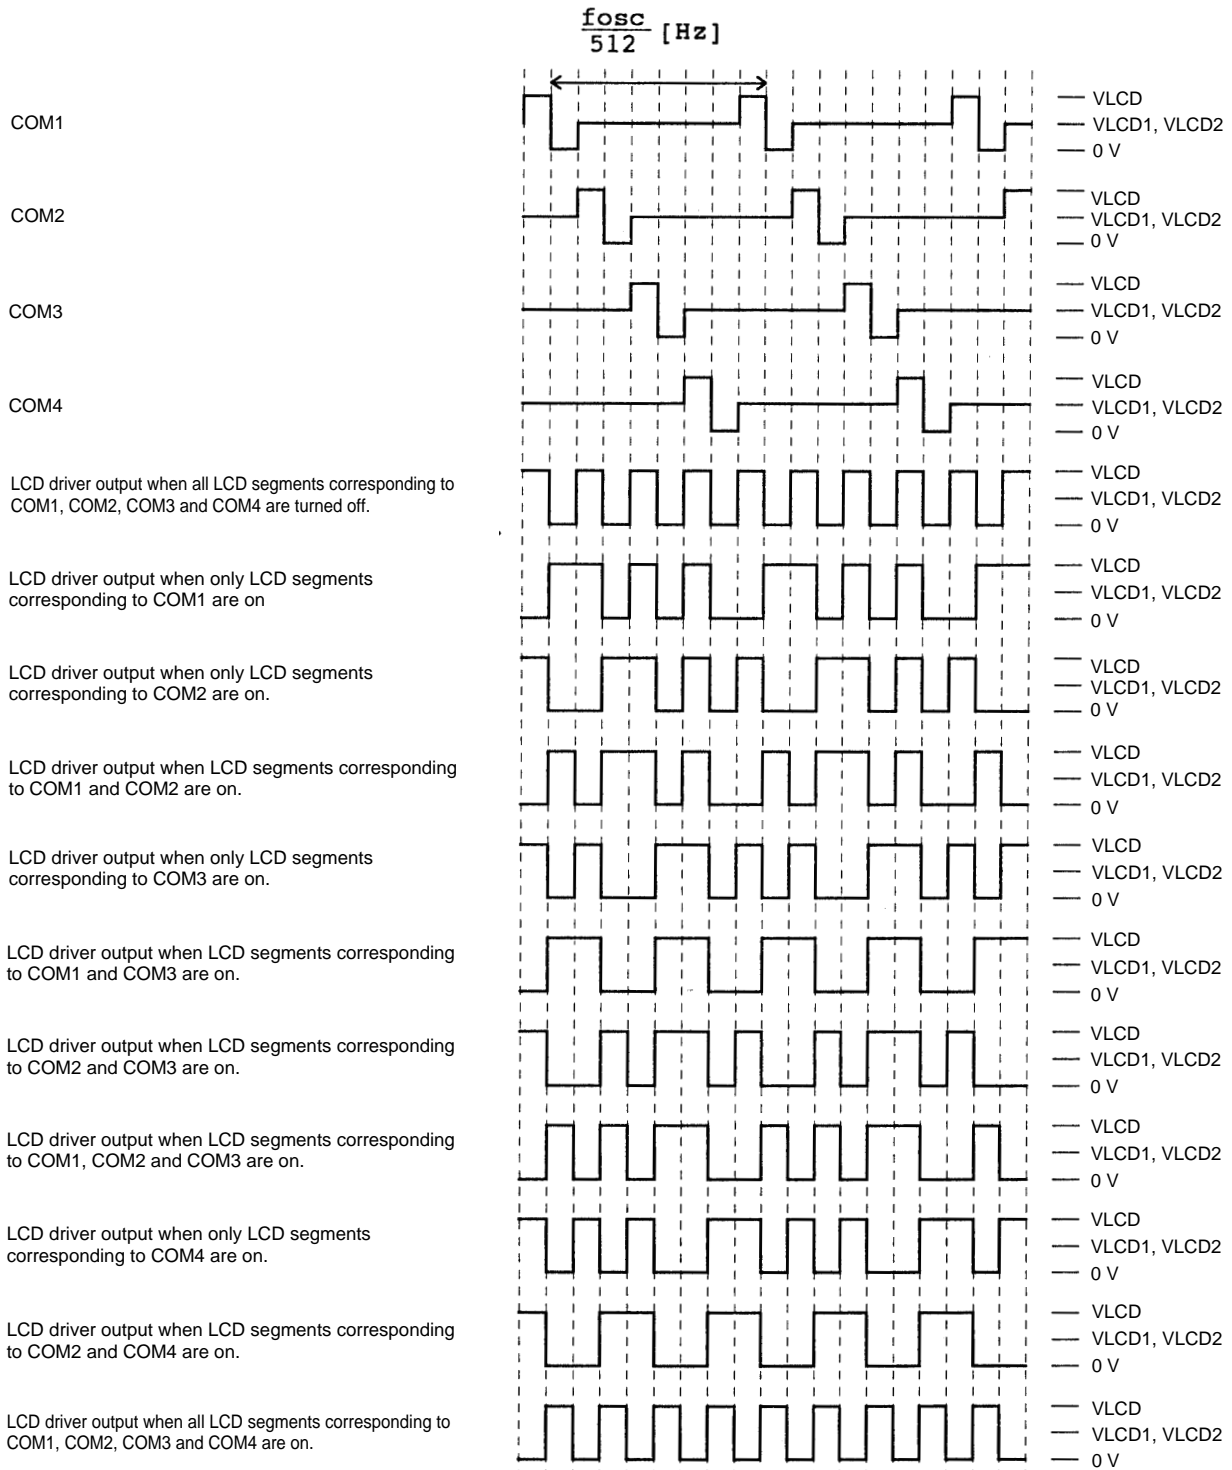 fosc
512 [Hz]
COM1
VLCD
VLCD1, VLCD2
0 V
COM2
VLCD
VLCD1, VLCD2
0 V
COM3
VLCD
VLCD1, VLCD2
0 V
COM4
VLCD
VLCD1, VLCD2
0 V
LCD driver output when all LCD segments corresponding to
COM1, COM2, COM3 and COM4 are turned off.
VLCD
VLCD1, VLCD2
0 V
LCD driver output when only LCD segments
corresponding to COM1 are on
VLCD
VLCD1, VLCD2
0 V
LCD driver output when only LCD segments
corresponding to COM2 are on.
VLCD
VLCD1, VLCD2
0 V
LCD driver output when LCD segments corresponding
to COM1 and COM2 are on.
VLCD
VLCD1, VLCD2
0 V
LCD driver output when only LCD segments
corresponding to COM3 are on.
VLCD
VLCD1, VLCD2
0 V
LCD driver output when LCD segments corresponding
to COM1 and COM3 are on.
VLCD
VLCD1, VLCD2
0 V
LCD driver output when LCD segments corresponding
to COM2 and COM3 are on.
VLCD
VLCD1, VLCD2
0 V
LCD driver output when LCD segments corresponding
to COM1, COM2 and COM3 are on.
VLCD
VLCD1, VLCD2
0 V
LCD driver output when only LCD segments
corresponding to COM4 are on.
VLCD
VLCD1, VLCD2
0 V
LCD driver output when LCD segments corresponding
to COM2 and COM4 are on.
VLCD
VLCD1, VLCD2
0 V
LCD driver output when all LCD segments corresponding to
COM1, COM2, COM3 and COM4 are on.
VLCD
VLCD1, VLCD2
0 V